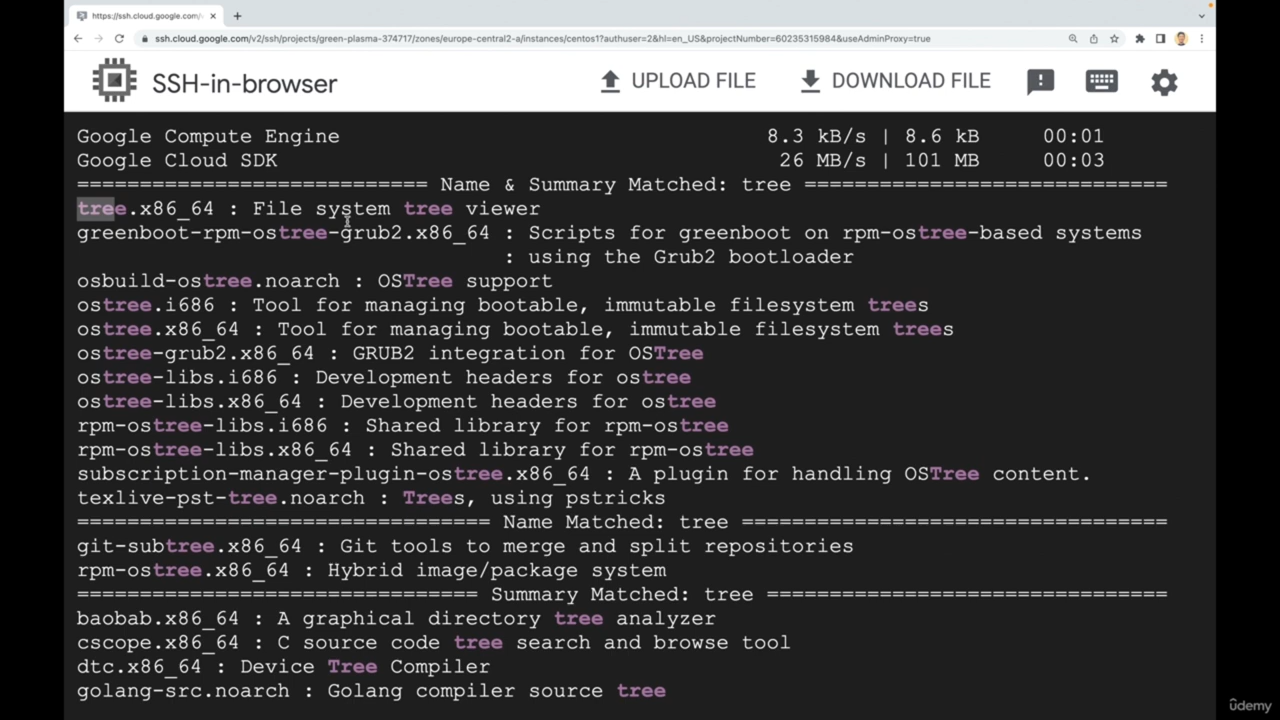 https://ssh.cloud.google.com/v
ssh.cloud.google.com/v2/ssh/projects/green-plasma-374717/zones/europe-central2-a/instances/centos1?authuser=2&hl=en_US&projectNumber=60235315984&useAdminProxy=true
SSH-in-browser UPLOAD FILE DOWNLOAD FILE
Google Compute Engine 8.3 kB/s | 8.6 kB 00:01
Google Cloud SDK 26 MB/s | 101 MB 00:03
============================ Name & Summary Matched: tree =============================
tree.x86_64 : File system tree viewer
greenboot-rpm-ostree-grub2.x86_64 : Scripts for greenboot on rpm-ostree-based systems
: using the Grub2 bootloader
osbuild-ostree.noarch : OSTree support
ostree.i686 : Tool for managing bootable, immutable filesystem trees
ostree.x86_64 : Tool for managing bootable, immutable filesystem trees
ostree-grub2.x86_64 : GRUB2 integration for OSTree
ostree-libs.i686 : Development headers for ostree
ostree-libs.x86_64 : Development headers for ostree
rpm-ostree-libs.i686 : Shared library for rpm-ostree
rpm-ostree-libs.x86_64 : Shared library for rpm-ostree
subscription-manager-plugin-ostree.x86_64 : A plugin for handling OSTree content.
texlive-pst-tree.noarch : Trees, using pstricks
================================= Name Matched: tree ==================================
git-subtree.x86_64 : Git tools to merge and split repositories
rpm-ostree.x86_64 : Hybrid image/package system
================================ Summary Matched: tree ================================
baobab.x86_64 : A graphical directory tree analyzer
cscope.x86_64 : C source code tree search and browse tool
dtc.x86_64 : Device Tree Compiler
golang-src.noarch : Golang compiler source tree
ûdemy